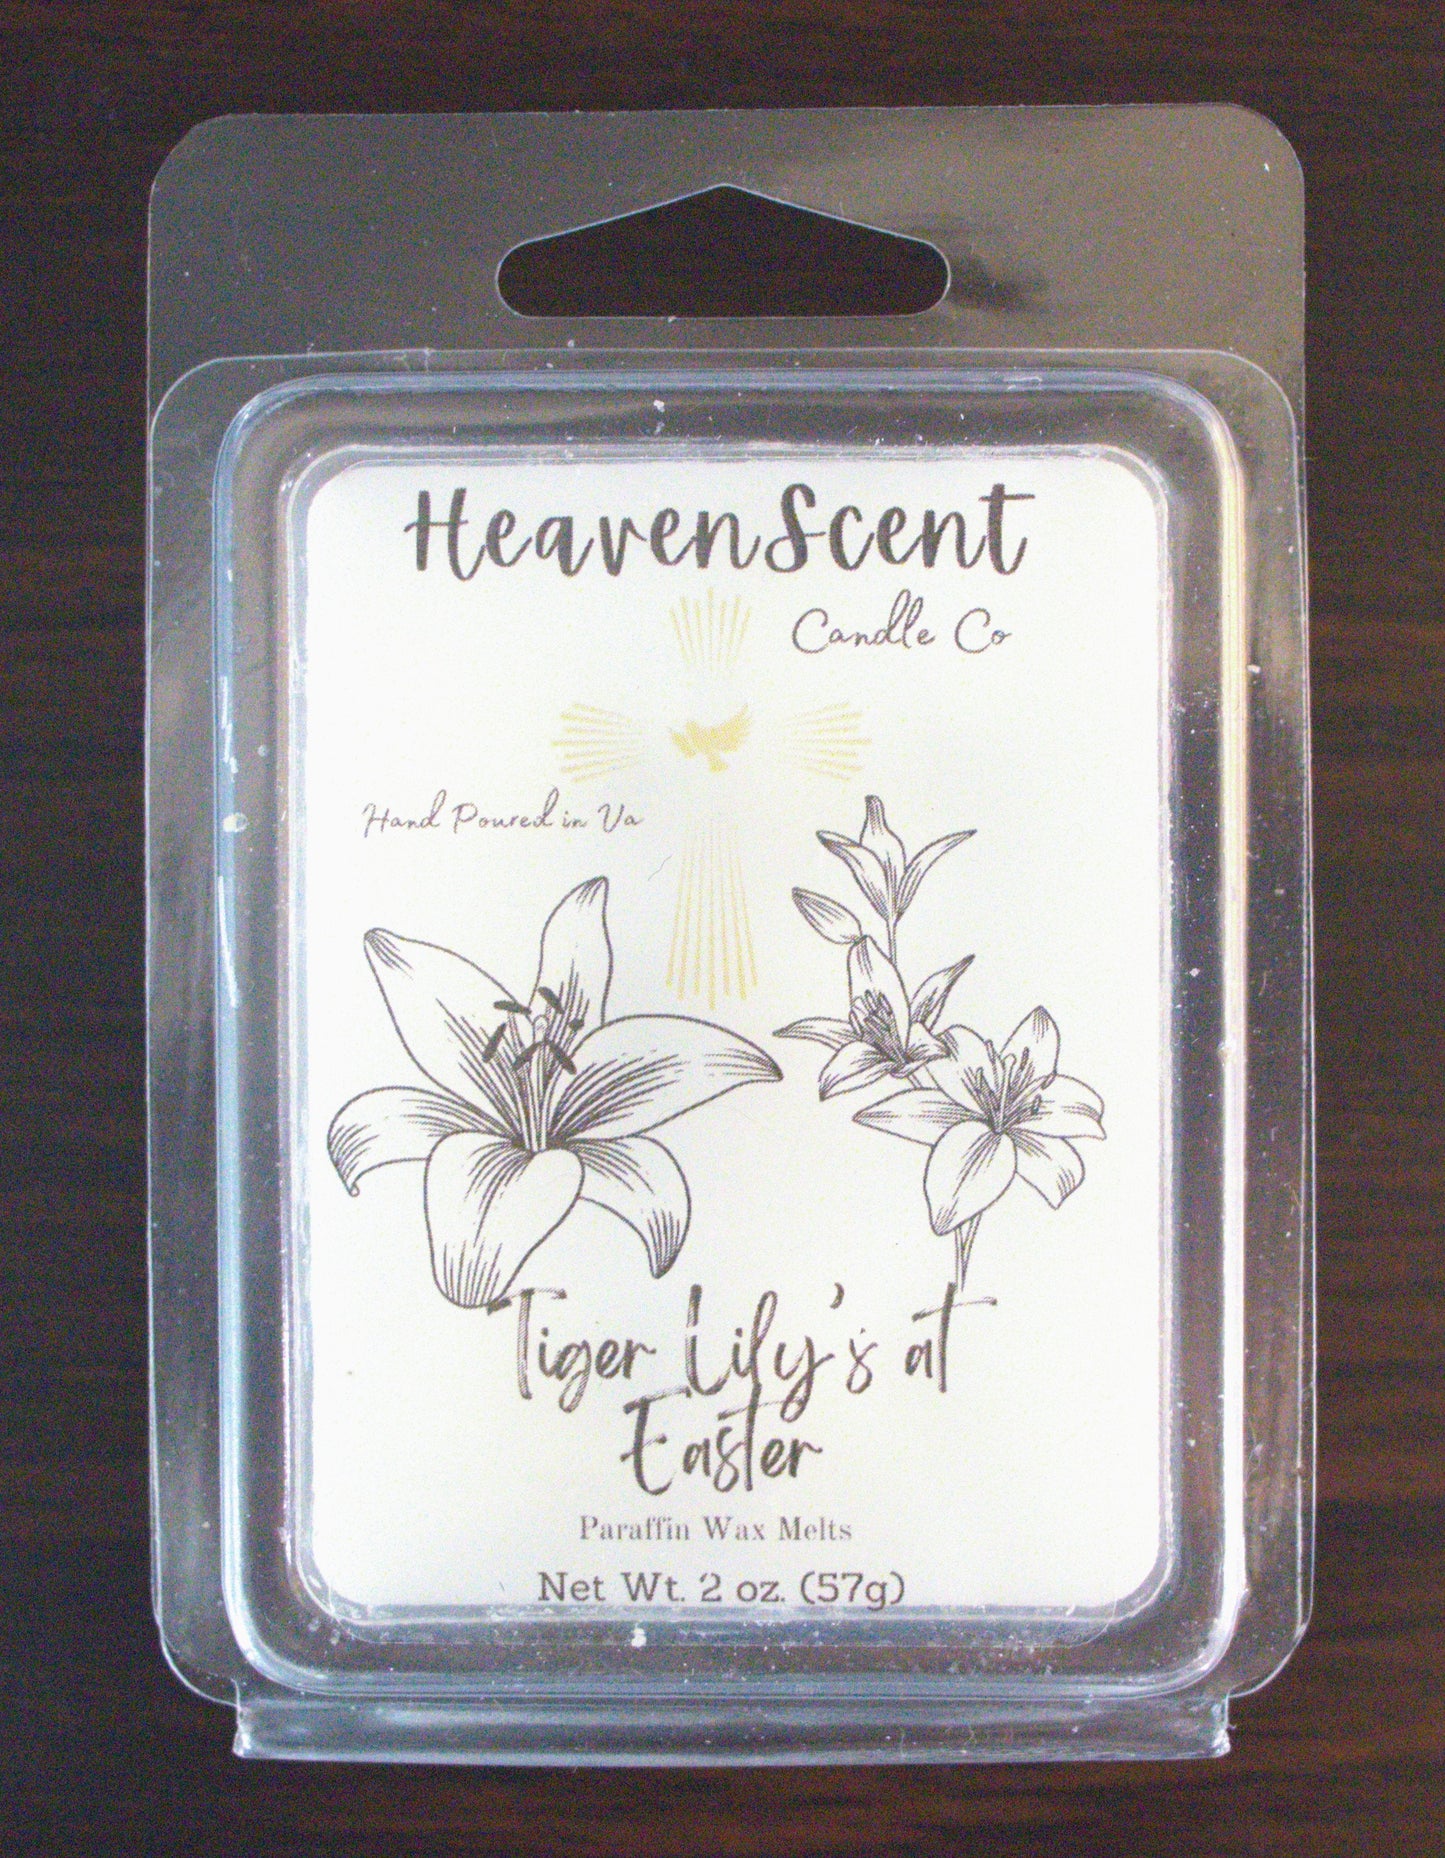 HeavenScent
Candle Co
Hand Poured in Va
Tiger Lily's at
Easter
Paraffin Wax Melts
Net Wt. 2 oz. (57g)